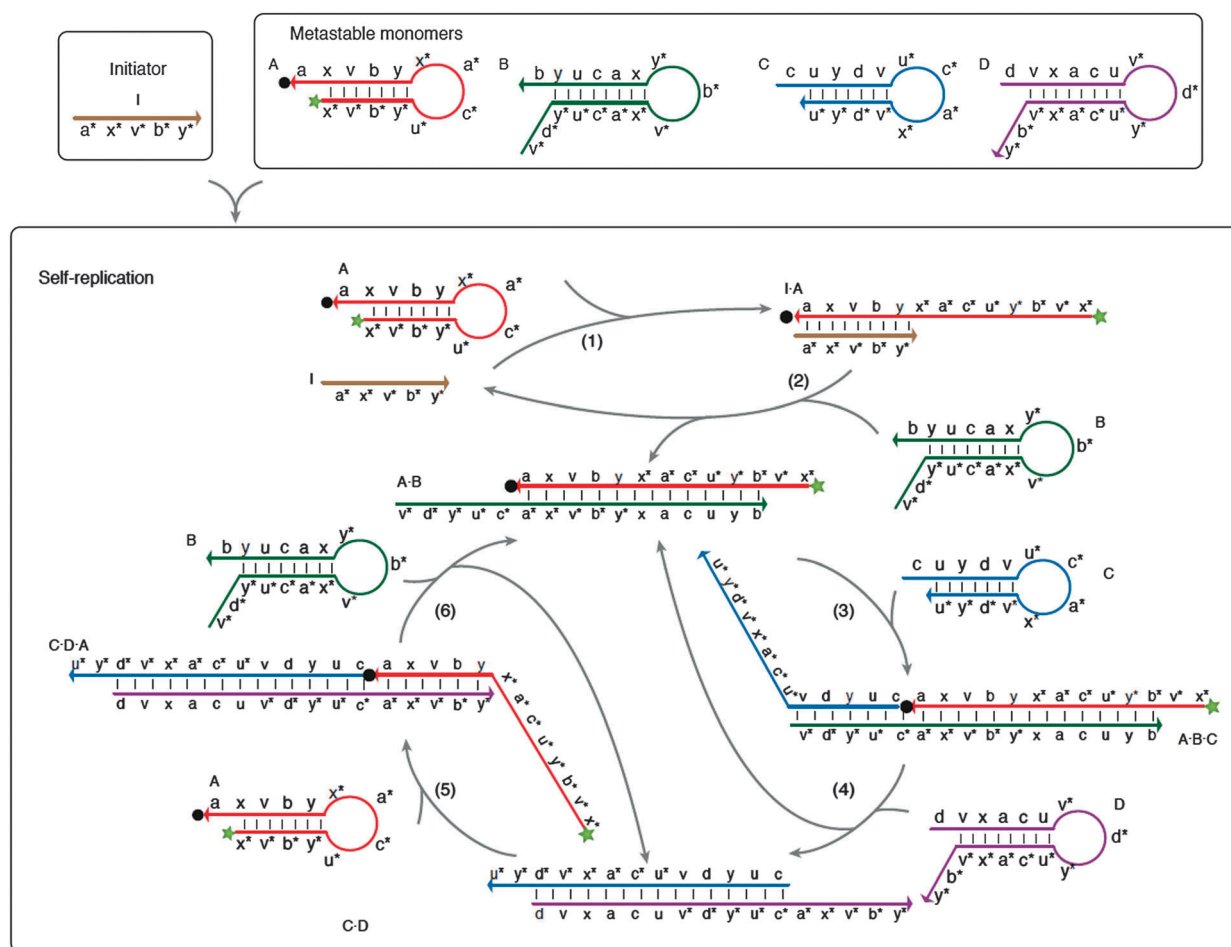 Metastable monomers
Initiator
I
a* x* v* b* y*
A
a x v b y x* a*
x* v* b* y* u* c*
B
b y u c a x y*
b*
y* u* c* a* x* v*
d*
v*
C
c u y d v u* c*
u* y* d* v* x* a*
D
d v x a c u v*
d*
v* x* a* c* u* y*
b*
y*
Self-replication
A
a x v b y x* a*
x* v* b* y* u* c*
(1)
I·A
a x v b y x* a* c* u* y* b* v* x*
a* x* v* b* y*
I
a* x* v* b* y*
(2)
B
b y u c a x y*
b*
y* u* c* a* x* v*
d*
v*
A·B
a x v b y x* a* c* u* y* b* v* x*
v* d* y* u* c* a* x* v* b* y* x a c u y b
B
b y u c a x y*
b*
y* u* c* a* x* v*
d*
v*
(6)
(3)
C
c u y d v u* c*
u* y* d* v* x* a*
C·D·A
u* y* d* v* x* a* c* u* v d y u c a x v b y x* a* c* u* y* b* v* x*
d v x a c u v* d* y* u* c* a* x* v* b* y*
u* y* d* v* x* a* c* u* v d y u c a x v b y x* a* c* u* y* b* v* x*
v* d* y* u* c* a* x* v* b* y* x a c u y b
A·B·C
(5)
(4)
A
a x v b y x* a*
x* v* b* y* u* c*
D
d v x a c u v*
d*
v* x* a* c* u* y*
b*
y*
u* y* d* v* x* a* c* u* v d y u c
d v x a c u v* d* y* u* c* a* x* v* b* y*
C·D